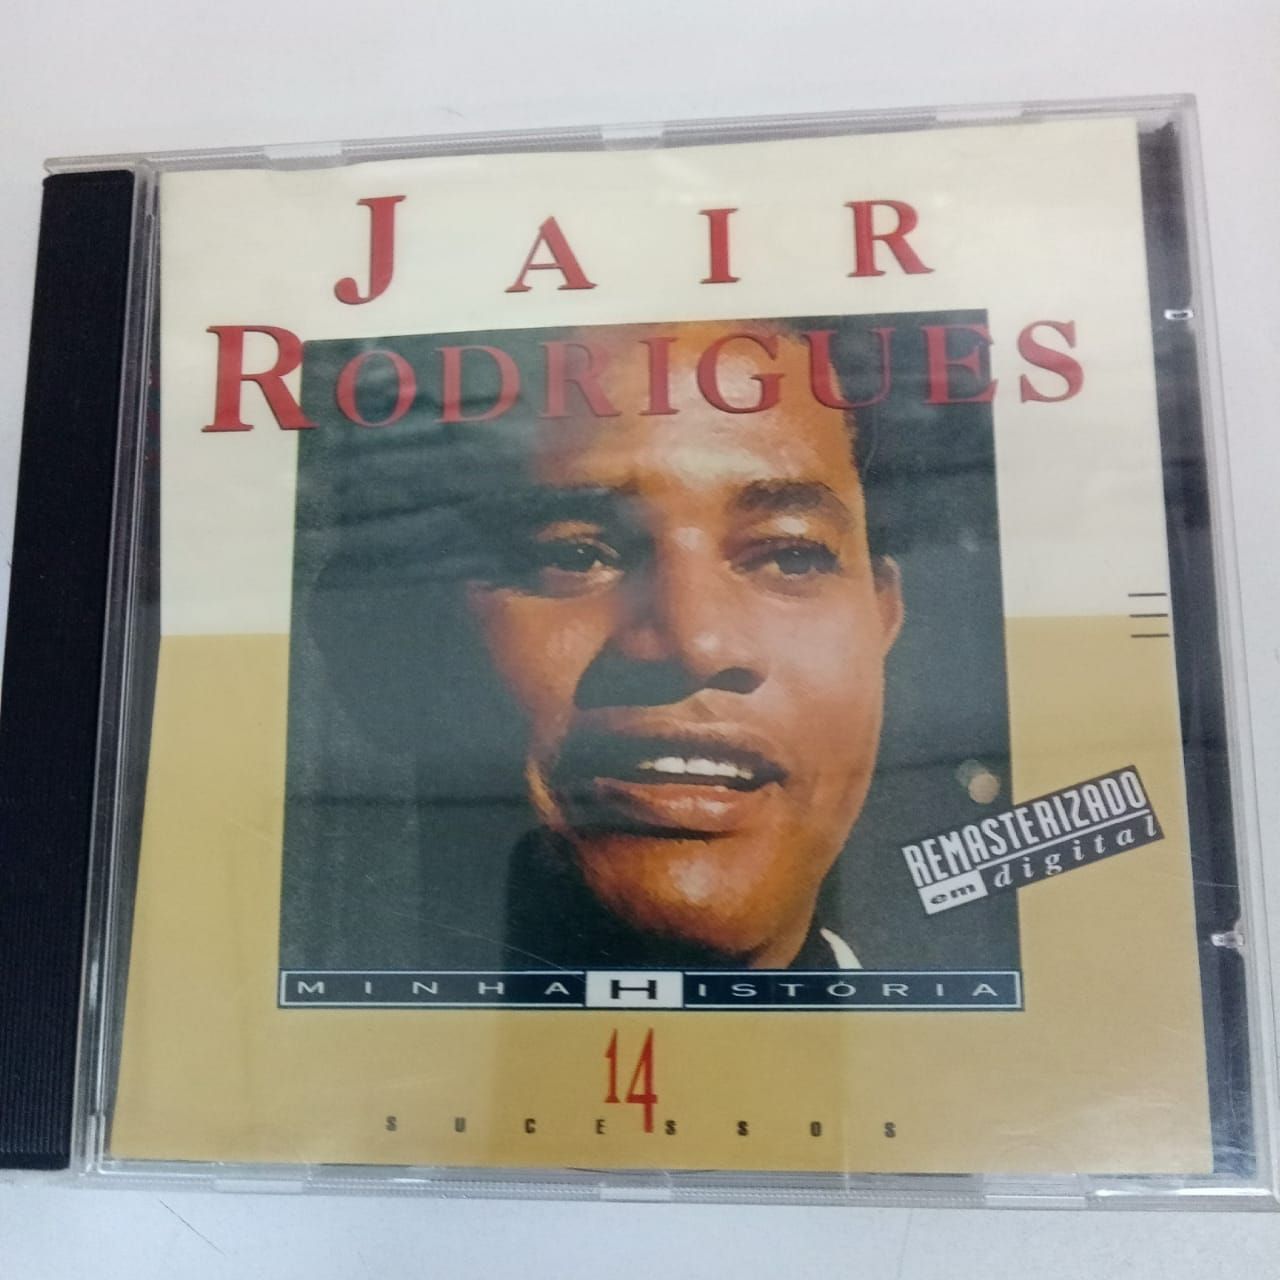 JAIR
RODRIGUES
REMASTERIZADO
em digital
MINHA HISTÓRIA
14
SUCESSOS